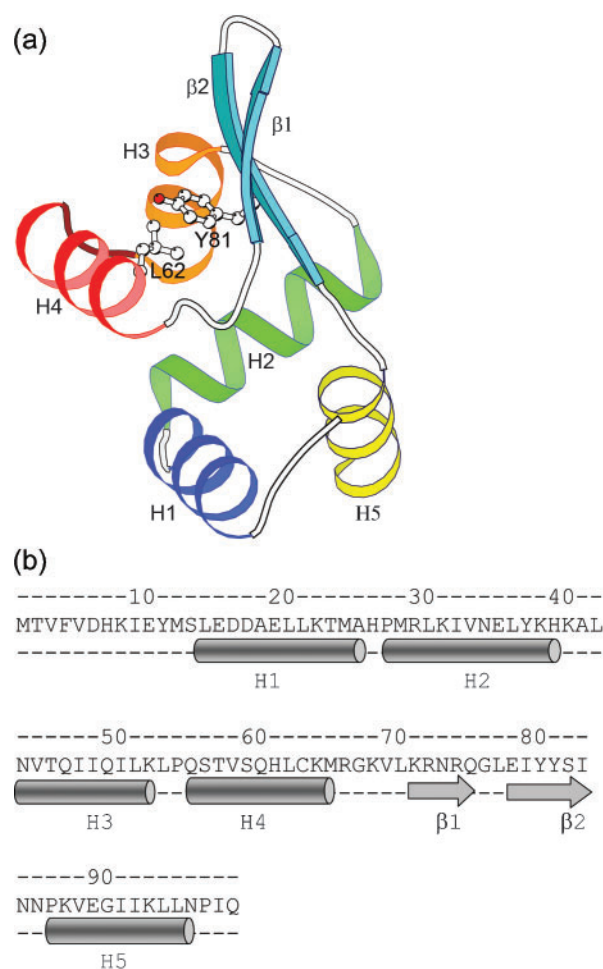 (a)
β2
β1
H3
Y81
L62
H4
H2
H1
H5
(b)
--------10--------20--------30--------40--
MTVFVDHKIEYMSLEDDAELLKTMAHPMRLKIVNELYKHKAL
H1 H2
------50--------60--------70--------80----
NVTQIIQILKLPQSTVSQHLCKMRGKVLKRNRQGLEIYYSI
H3 H4 β1 β2
-----90---------
NNPKVEGIIKLLNPIQ
H5